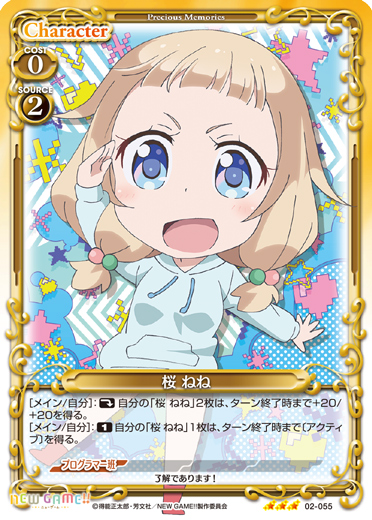 Precious Memories
Character
COST
0
SOURCE
2
桜 ねね
[メイン/自分]: 自分の「桜 ねね」2枚は、ターン終了時まで+20/
+20を得る。
[メイン/自分]: 1 自分の「桜 ねね」1枚は、ターン終了時まで〔アクティ
ブ〕を得る。
プログラマー班
了解であります!
NEW GAME!!
02-055
©得能正太郎・芳文社/NEW GAME!!製作委員会